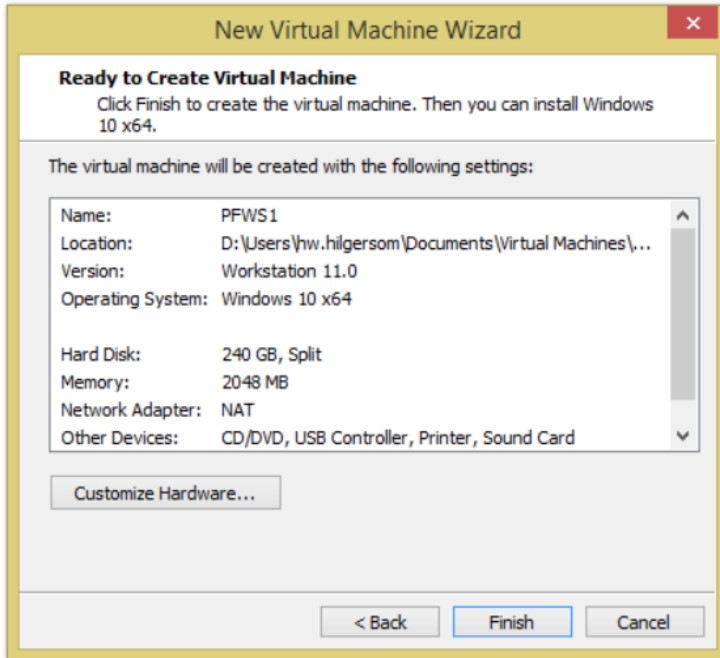 New Virtual Machine Wizard
Ready to Create Virtual Machine
Click Finish to create the virtual machine. Then you can install Windows
10 x64.
The virtual machine will be created with the following settings:
Name: PFWS1
Location: D:\Users\hw.hilgersom\Documents\Virtual Machines\...
Version: Workstation 11.0
Operating System: Windows 10 x64
Hard Disk: 240 GB, Split
Memory: 2048 MB
Network Adapter: NAT
Other Devices: CD/DVD, USB Controller, Printer, Sound Card
Customize Hardware...
< Back Finish Cancel